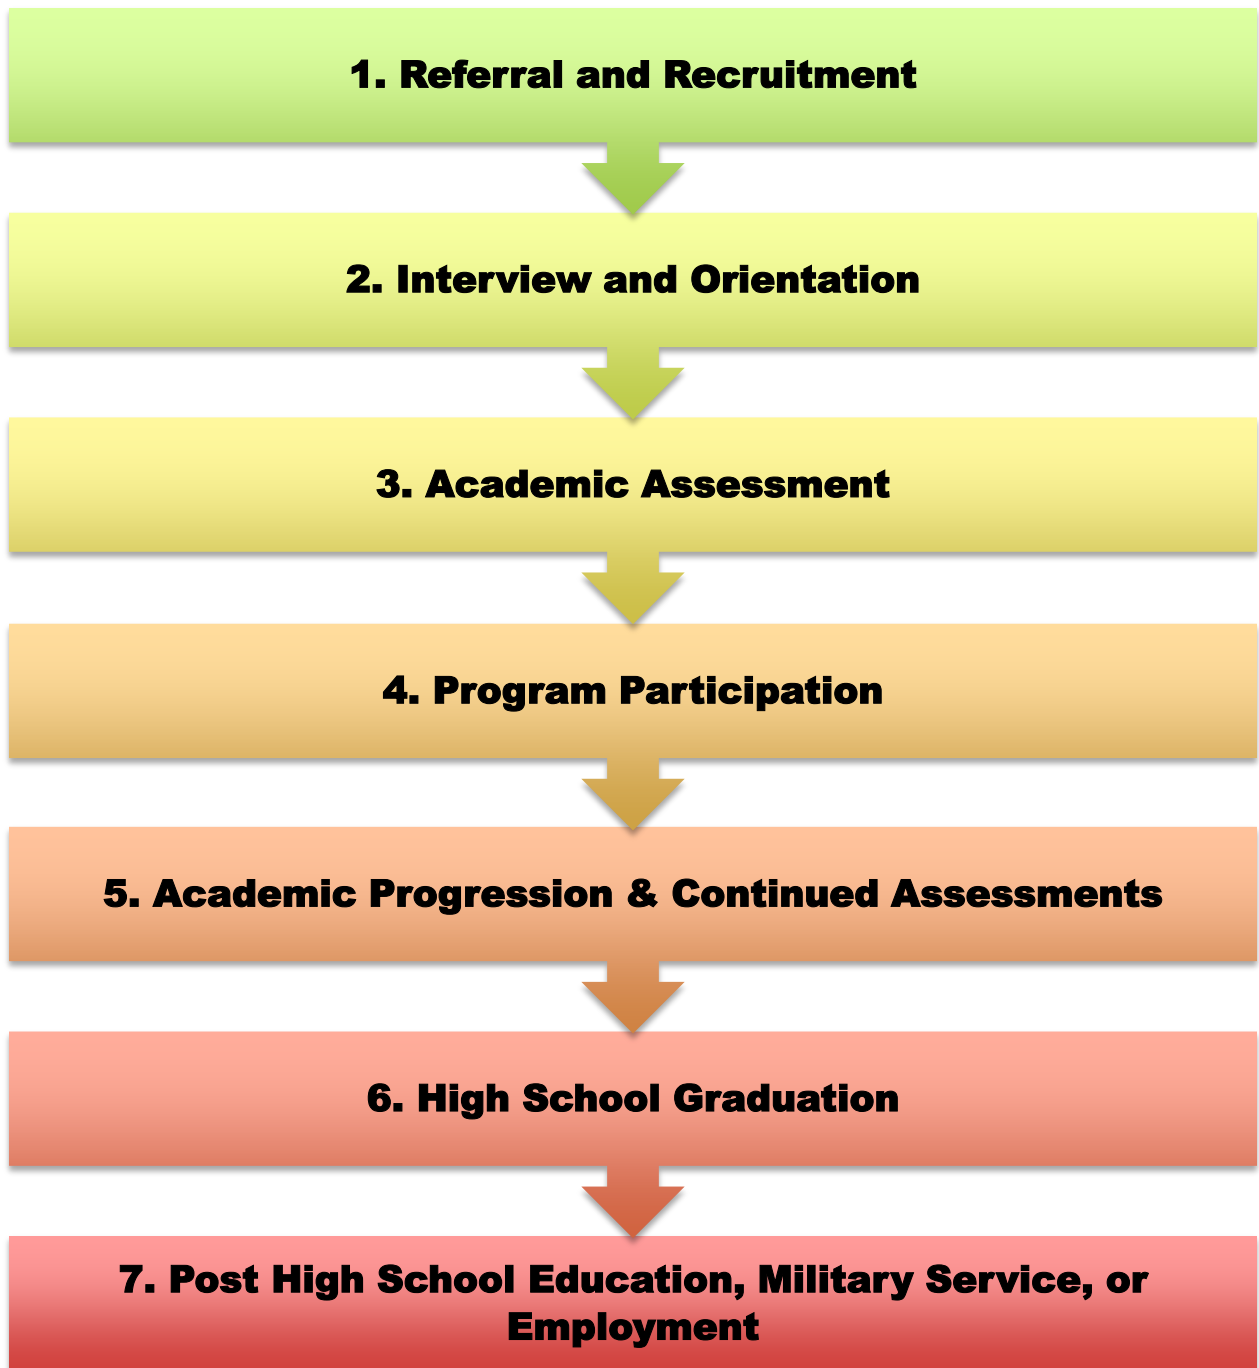 1. Referral and Recruitment
2. Interview and Orientation
3. Academic Assessment
4. Program Participation
5. Academic Progression & Continued Assessments
6. High School Graduation
7. Post High School Education, Military Service, or
Employment